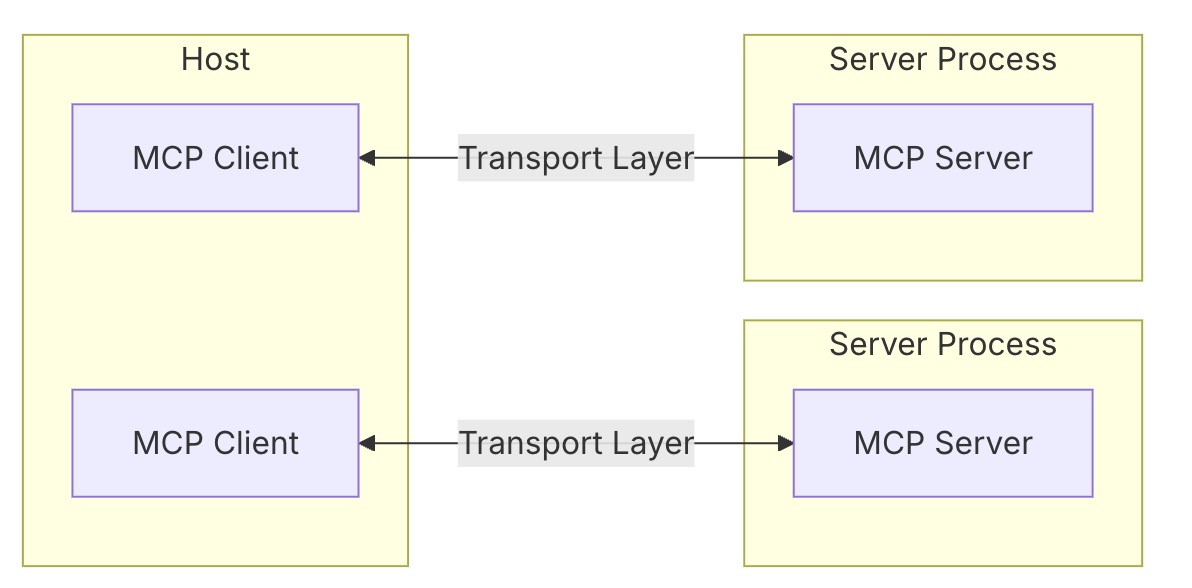 Host
MCP Client
Transport Layer
Server Process
MCP Server
MCP Client
Transport Layer
Server Process
MCP Server